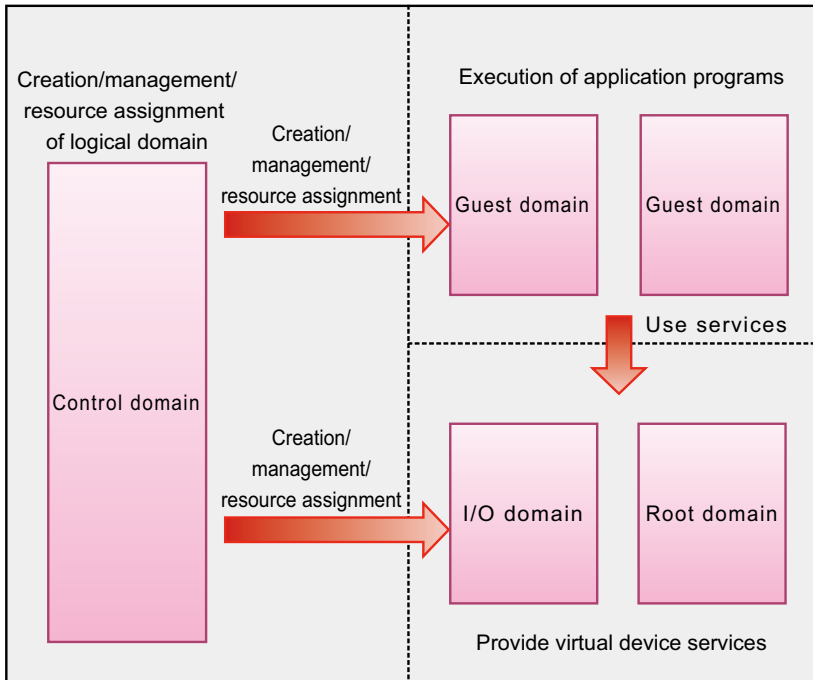 Creation/management/
resource assignment
of logical domain
Control domain
Creation/
management/
resource assignment
Creation/
management/
resource assignment
Execution of application programs
Guest domain
Guest domain
Use services
I/O domain
Root domain
Provide virtual device services